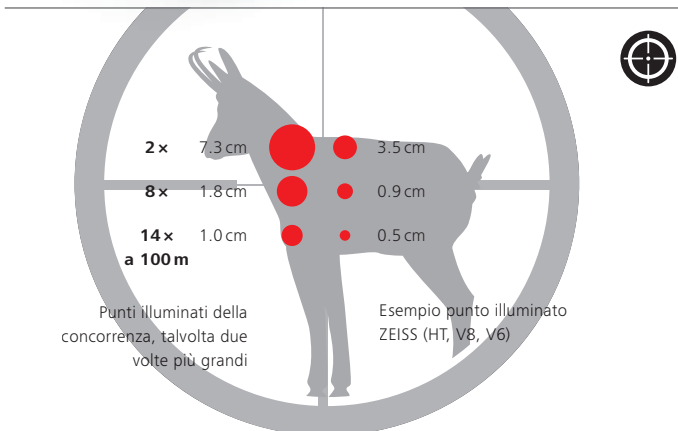 2× 7.3 cm 3.5 cm
8× 1.8 cm 0.9 cm
14× 1.0 cm 0.5 cm
a 100 m
Punti illuminati della
concorrenza, talvolta due
volte più grandi
Esempio punto illuminato
ZEISS (HT, V8, V6)